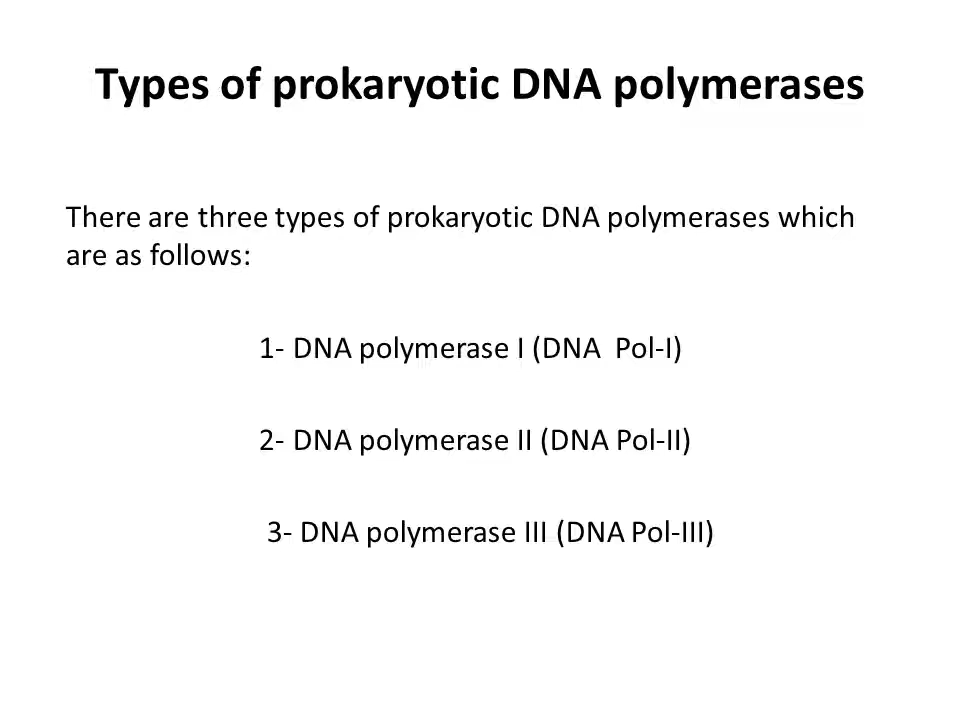 Types of prokaryotic DNA polymerases
There are three types of prokaryotic DNA polymerases which
are as follows:
1- DNA polymerase I (DNA  Pol-I)
2- DNA polymerase II (DNA Pol-II)
3- DNA polymerase III (DNA Pol-III)